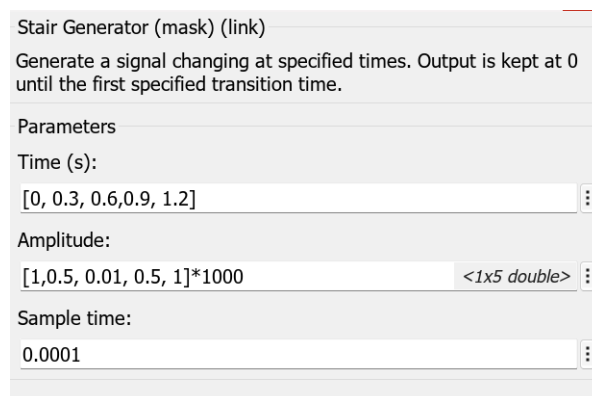 Stair Generator (mask) (link)
Generate a signal changing at specified times. Output is kept at 0
until the first specified transition time.
Parameters
Time (s):
[0, 0.3, 0.6,0.9, 1.2]
Amplitude:
[1,0.5, 0.01, 0.5, 1]*1000 <1x5 double>
Sample time:
0.0001